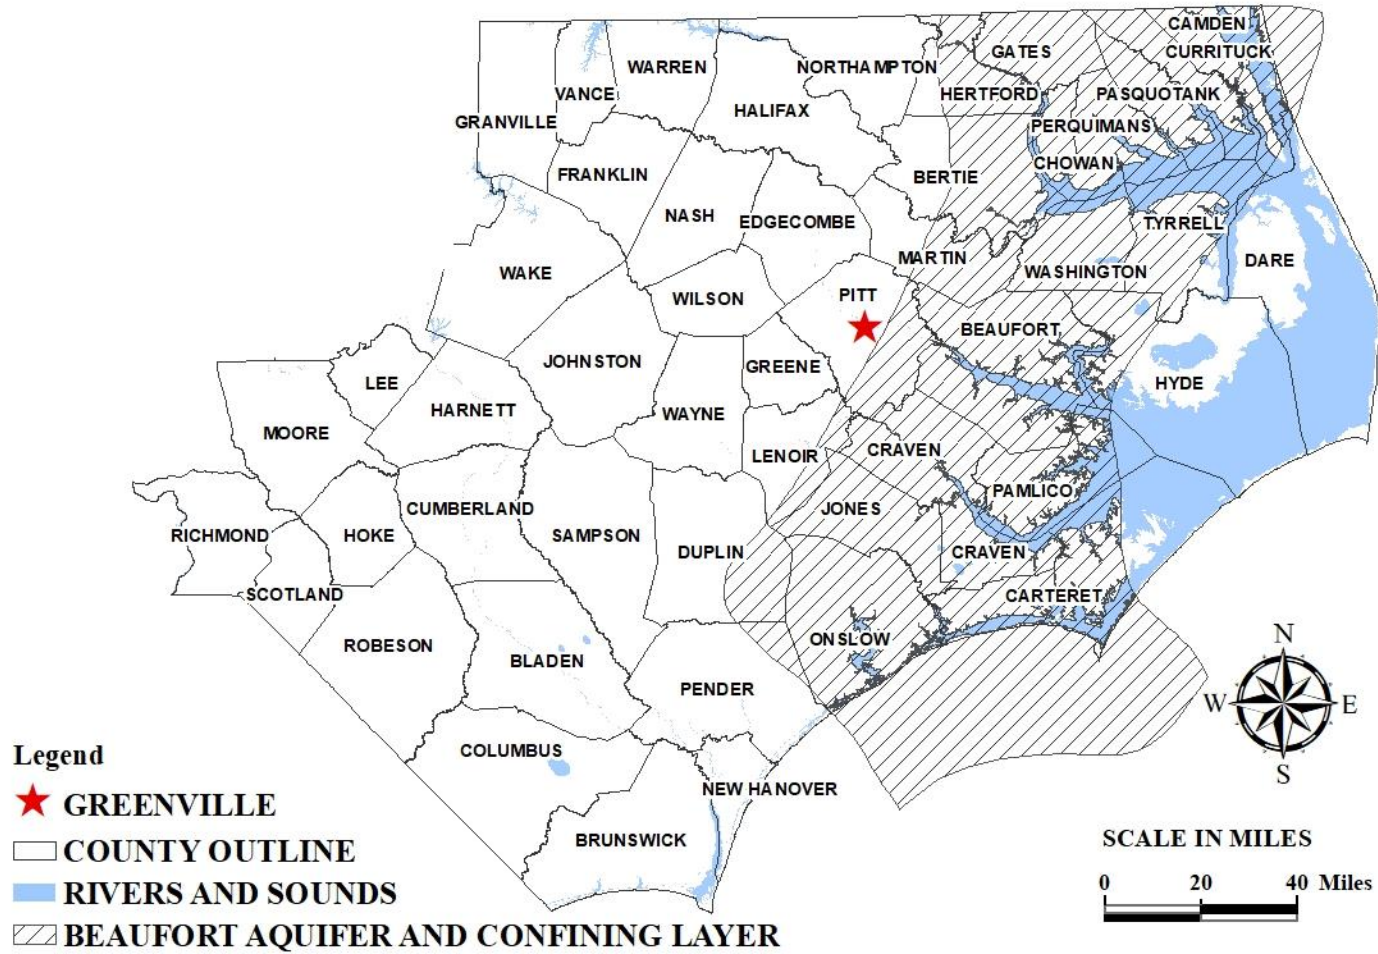 CAMDEN
GATES
CURRITUCK
WARREN
NORTHAMPTON
VANCE
HERTFORD
PASQUOTANK
HALIFAX
GRANVILLE
PERQUIMANS
CHOWAN
FRANKLIN
BERTIE
NASH
EDGECOMBE
TYRRELL
MARTIN
DARE
WAKE
WASHINGTON
WILSON
PITT
BEAUFORT
JOHNSTON
GREENE
LEE
HYDE
HARNETT
WAYNE
MOORE
CRAVEN
LENOIR
PAMLICO
CUMBERLAND
JONES
RICHMOND
HOKE
SAMPSON
DUPLIN
CRAVEN
SCOTLAND
CARTERET
ROBESON
ONSLOW
BLADEN
PENDER
COLUMBUS
NEW HANOVER
BRUNSWICK
N
W E
S
Legend
GREENVILLE
COUNTY OUTLINE
RIVERS AND SOUNDS
BEAUFORT AQUIFER AND CONFINING LAYER
SCALE IN MILES
0 20 40 Miles